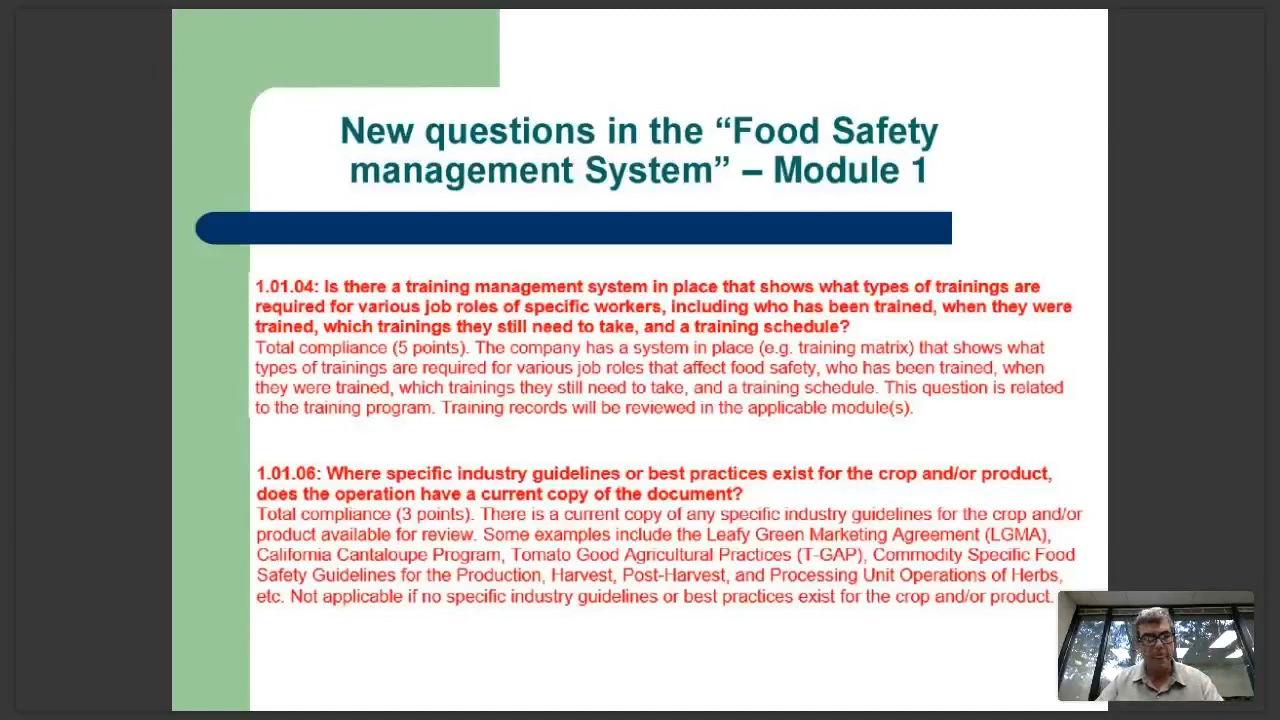 New questions in the “Food Safety
management System” – Module 1
1.01.04: Is there a training management system in place that shows what types of trainings are
required for various job roles of specific workers, including who has been trained, when they were
trained, which trainings they still need to take, and a training schedule?
Total compliance (5 points). The company has a system in place (e.g. training matrix) that shows what
types of trainings are required for various job roles that affect food safety, who has been trained, when
they were trained, which trainings they still need to take, and a training schedule. This question is related
to the training program. Training records will be reviewed in the applicable module(s).
1.01.06: Where specific industry guidelines or best practices exist for the crop and/or product,
does the operation have a current copy of the document?
Total compliance (3 points). There is a current copy of any specific industry guidelines for the crop and/or
product available for review. Some examples include the Leafy Green Marketing Agreement (LGMA),
California Cantaloupe Program, Tomato Good Agricultural Practices (T-GAP), Commodity Specific Food
Safety Guidelines for the Production, Harvest, Post-Harvest, and Processing Unit Operations of Herbs,
etc. Not applicable if no specific industry guidelines or best practices exist for the crop and/or product.